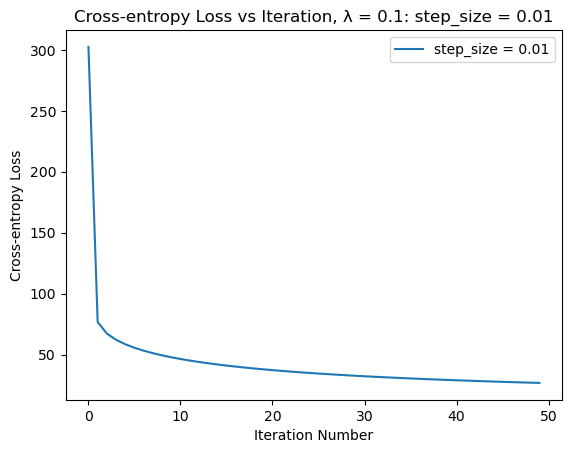 Cross-entropy Loss vs Iteration, λ = 0.1: step_size = 0.01
step_size = 0.01
Cross-entropy Loss
300
250
200
150
100
50
0 10 20 30 40 50
Iteration Number